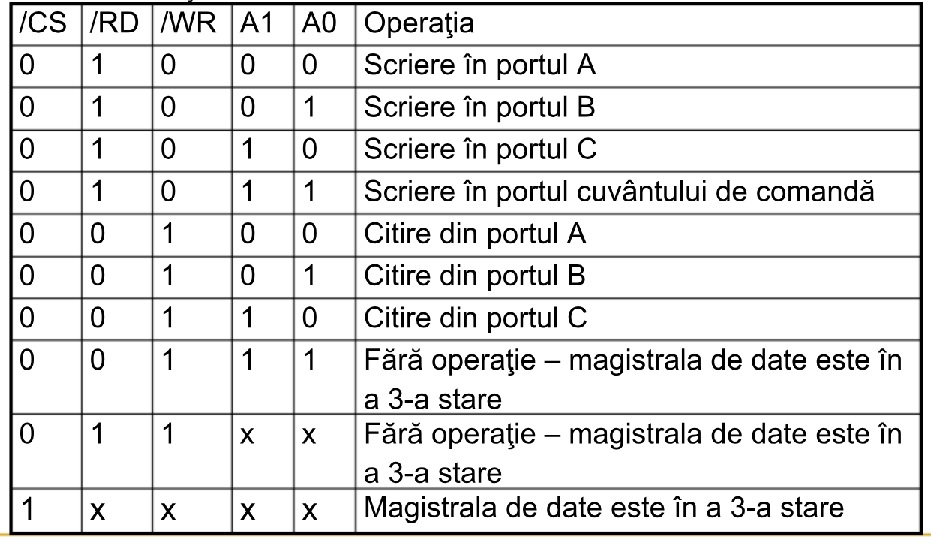 /CS /RD /WR A1 A0 Operaţia
0 1 0 0 0 Scriere în portul A
0 1 0 0 1 Scriere în portul B
0 1 0 1 0 Scriere în portul C
0 1 0 1 1 Scriere în portul cuvântului de comandă
0 0 1 0 0 Citire din portul A
0 0 1 0 1 Citire din portul B
0 0 1 1 0 Citire din portul C
0 0 1 1 1 Fără operaţie – magistrala de date este în
a 3-a stare
0 1 1 x x Fără operaţie – magistrala de date este în
a 3-a stare
1 x x x x Magistrala de date este în a 3-a stare